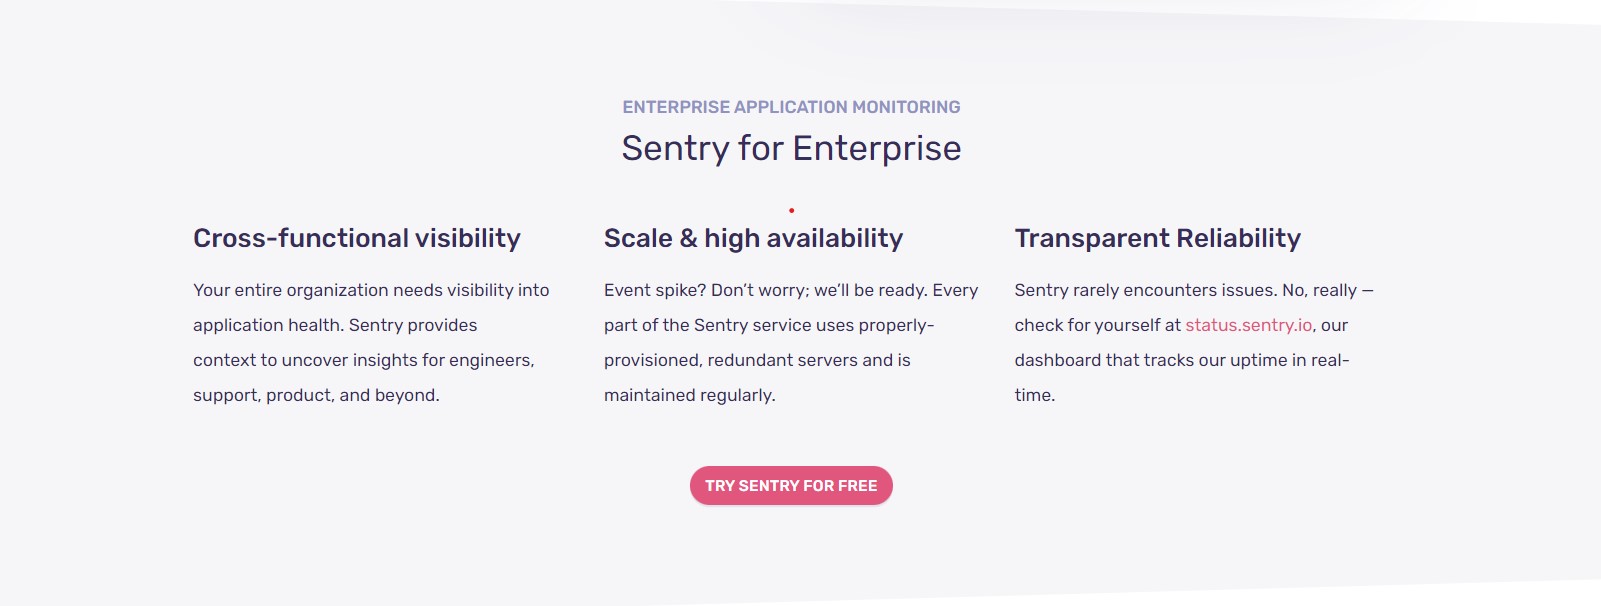 ENTERPRISE APPLICATION MONITORING
Sentry for Enterprise
Cross-functional visibility
Your entire organization needs visibility into
application health. Sentry provides
context to uncover insights for engineers,
support, product, and beyond.
Scale & high availability
Event spike? Don’t worry; we’ll be ready. Every
part of the Sentry service uses properly-
provisioned, redundant servers and is
maintained regularly.
Transparent Reliability
Sentry rarely encounters issues. No, really —
check for yourself at status.sentry.io, our
dashboard that tracks our uptime in real-
time.
TRY SENTRY FOR FREE